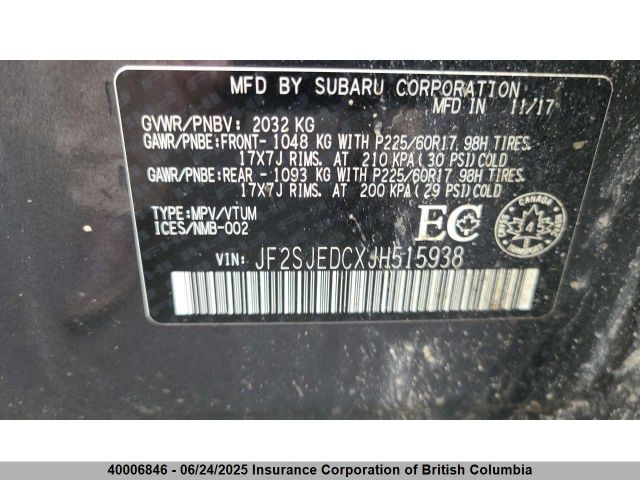 MFD BY SUBARU CORPORATION
MFD IN 11/17
GVWR/PNBV: 2032 KG
GAWR/PNBE: FRONT- 1048 KG WITH P225/60R17 98H TIRES.
17X7J RIMS. AT 210 KPA (30 PSI) COLD
GAWR/PNBE: REAR - 1093 KG WITH P225/60R17 98H TIRES.
17X7J RIMS. AT 200 KPA (29 PSI) COLD
TYPE: MPV/VTUM
ICES/NMB-002
EC
CANADA
345
VIN: JF2SJEDCXJH515938
40006846 - 06/24/2025 Insurance Corporation of British Columbia